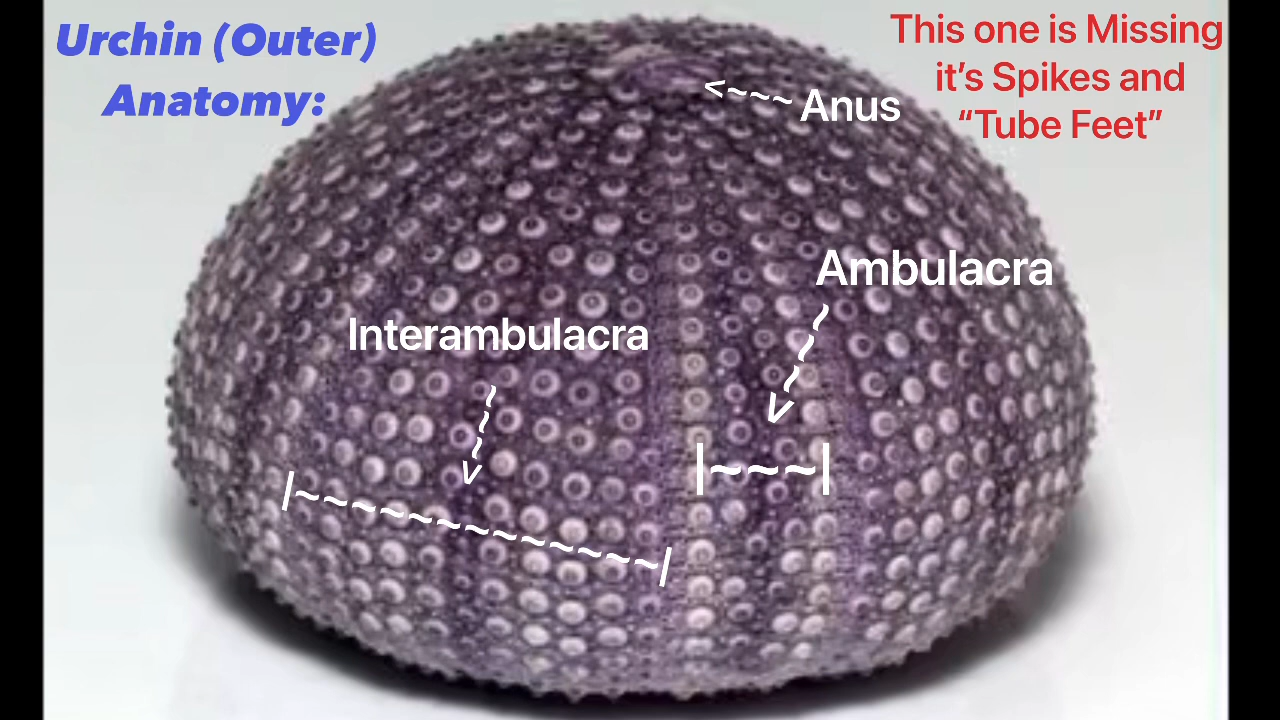 Urchin (Outer)
Anatomy:
This one is Missing
it’s Spikes and
“Tube Feet”
Anus
Ambulacra
Interambulacra